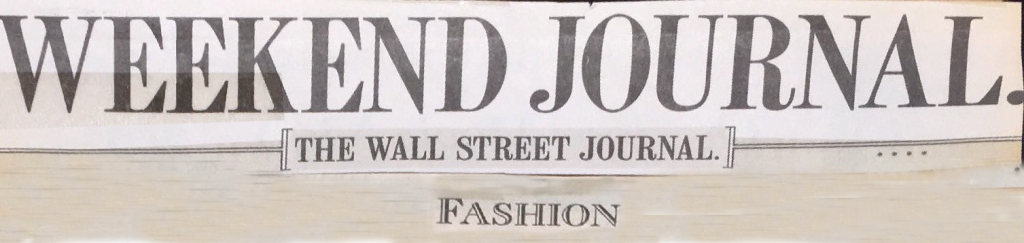 WEEKEND JOURNAL.
THE WALL STREET JOURNAL.
FASHION